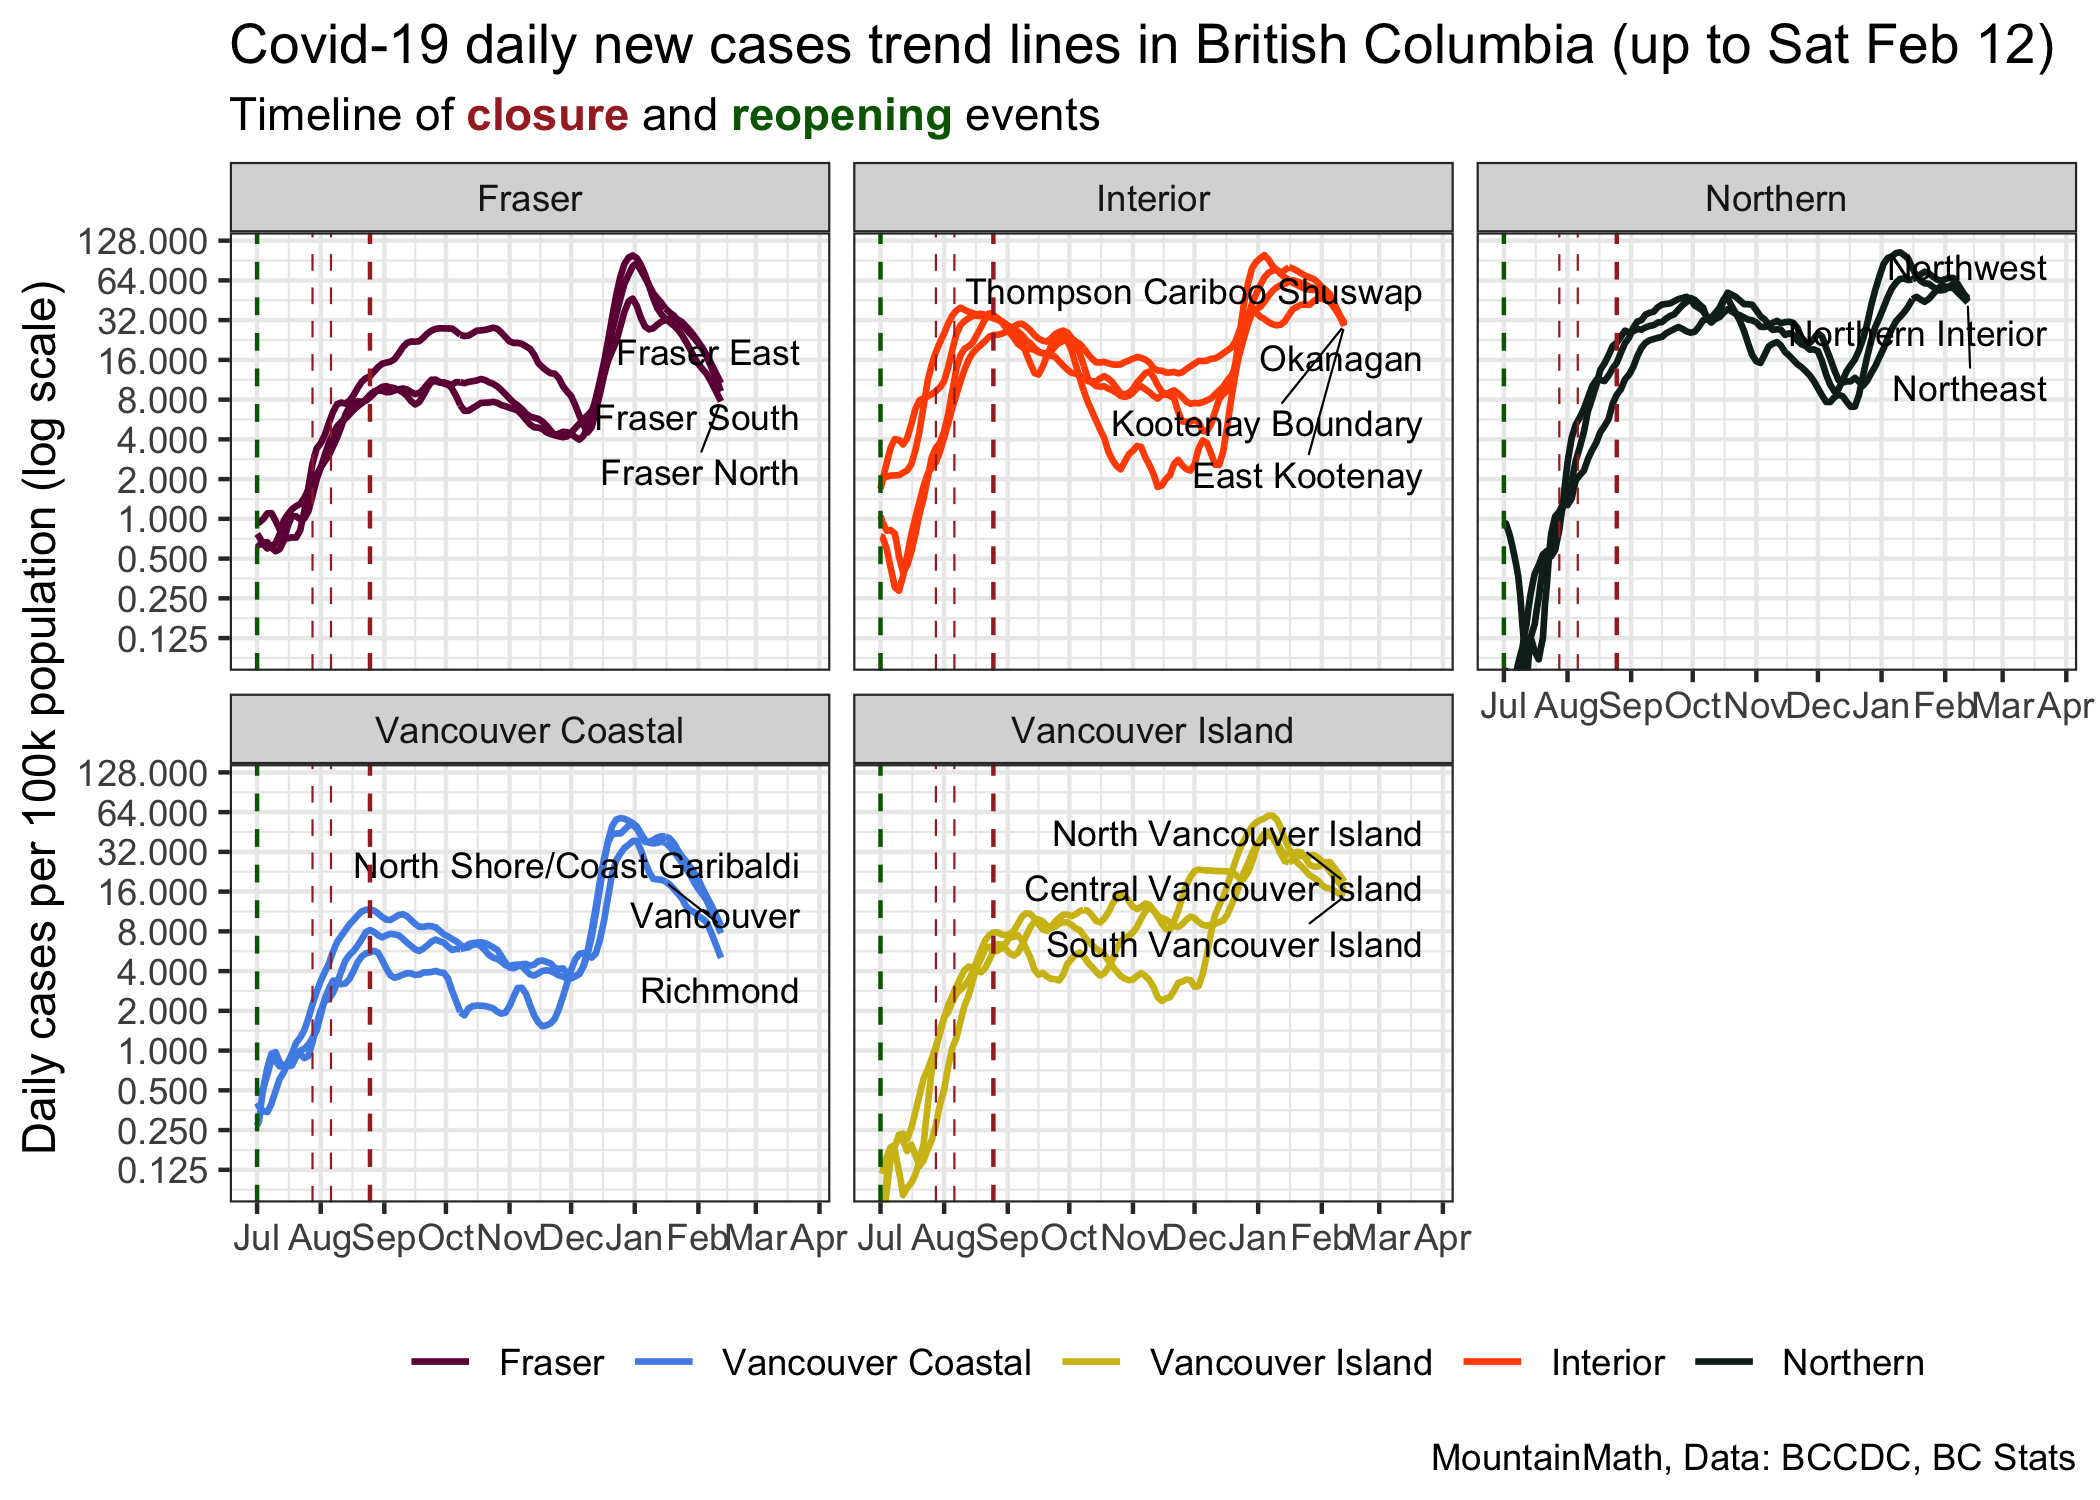 Covid-19 daily new cases trend lines in British Columbia (up to Sat Feb 12)
Timeline of closure and reopening events
Daily cases per 100k population (log scale)
Fraser
128.000
64.000
32.000
16.000
8.000
4.000
2.000
1.000
0.500
0.250
0.125
Fraser East
Fraser South
Fraser North
Interior
Thompson Cariboo Shuswap
Okanagan
Kootenay Boundary
East Kootenay
Northern
Northwest
Northern Interior
Northeast
Jul Aug Sep Oct Nov Dec Jan Feb Mar Apr
Vancouver Coastal
128.000
64.000
32.000
16.000
8.000
4.000
2.000
1.000
0.500
0.250
0.125
North Shore/Coast Garibaldi
Vancouver
Richmond
Jul Aug Sep Oct Nov Dec Jan Feb Mar Apr
Vancouver Island
North Vancouver Island
Central Vancouver Island
South Vancouver Island
Jul Aug Sep Oct Nov Dec Jan Feb Mar Apr
Fraser Vancouver Coastal Vancouver Island Interior Northern
MountainMath, Data: BCCDC, BC Stats